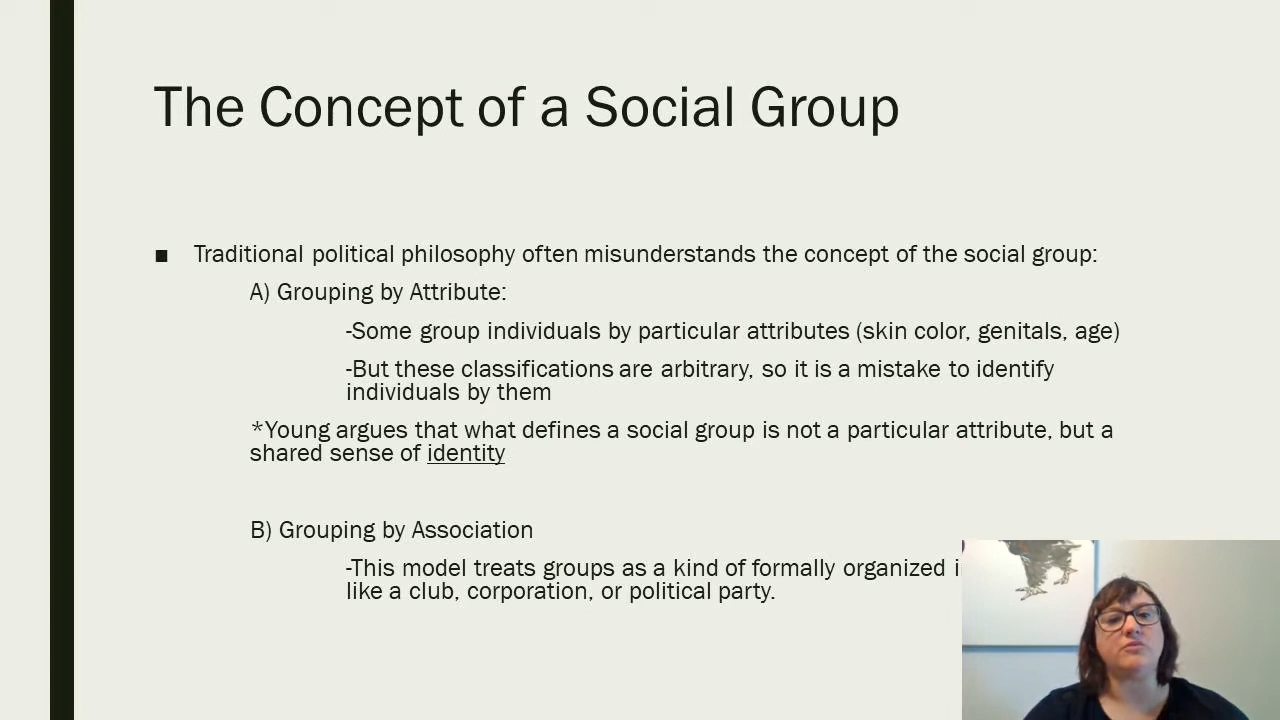 The Concept of a Social Group
▪ Traditional political philosophy often misunderstands the concept of the social group:
A) Grouping by Attribute:
-Some group individuals by particular attributes (skin color, genitals, age)
-But these classifications are arbitrary, so it is a mistake to identify
individuals by them
*Young argues that what defines a social group is not a particular attribute, but a
shared sense of identity
B) Grouping by Association
-This model treats groups as a kind of formally organized
like a club, corporation, or political party.